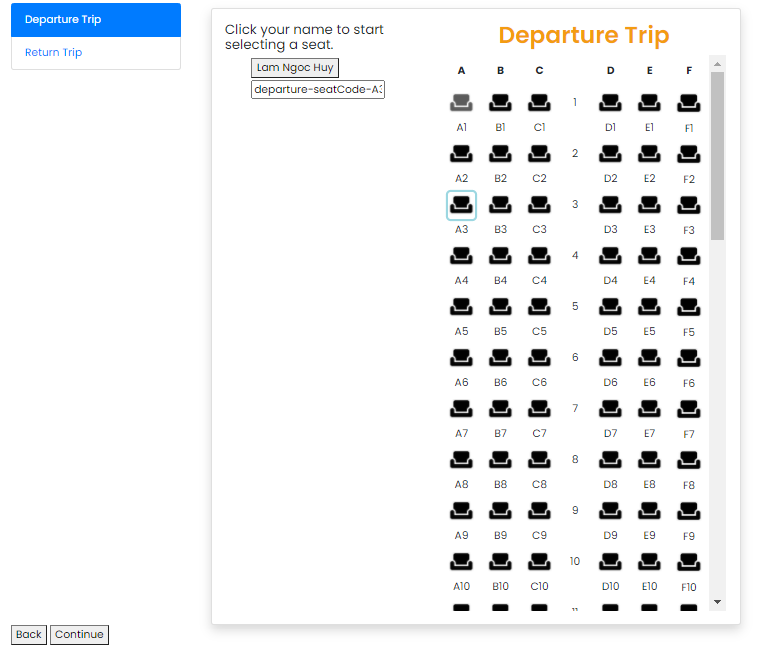 Departure Trip
Return Trip
Click your name to start
selecting a seat.
Lam Ngoc Huy
departure-seatCode-A3
Departure Trip
A B C D E F
1
A1 B1 C1 D1 E1 F1
2
A2 B2 C2 D2 E2 F2
3
A3 B3 C3 D3 E3 F3
4
A4 B4 C4 D4 E4 F4
5
A5 B5 C5 D5 E5 F5
6
A6 B6 C6 D6 E6 F6
7
A7 B7 C7 D7 E7 F7
8
A8 B8 C8 D8 E8 F8
9
A9 B9 C9 D9 E9 F9
10
A10 B10 C10 D10 E10 F10
Back Continue